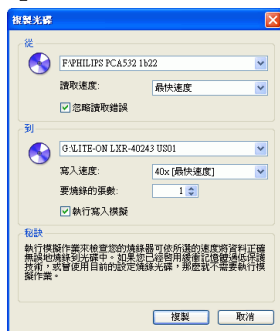 複製光碟
從
F:\PHILIPS PCA532 1b22
讀取速度:
最快速度
忽略讀取錯誤
到
G:\LITE-ON LXR-40243 US01
寫入速度:
40x [最快速度]
要燒錄的張數:
1
執行寫入模擬
秘訣
執行模擬作業來檢查您的燒錄器可依所選的速度將資料正確
無誤地燒錄到光碟中。如果您已經啓用緩衝記憶體過低保護
技術，或曾使用目前的設定燒錄光碟，那麼就不需要執行模
擬作業。
複製
取消